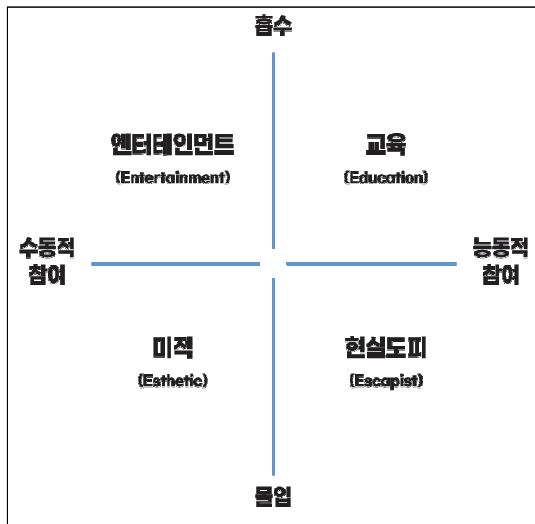 흡수
엔터테인먼트
(Entertainment)
교육
(Education)
수동적
참여
능동적
참여
미적
(Esthetic)
현실도피
(Escapist)
몰입